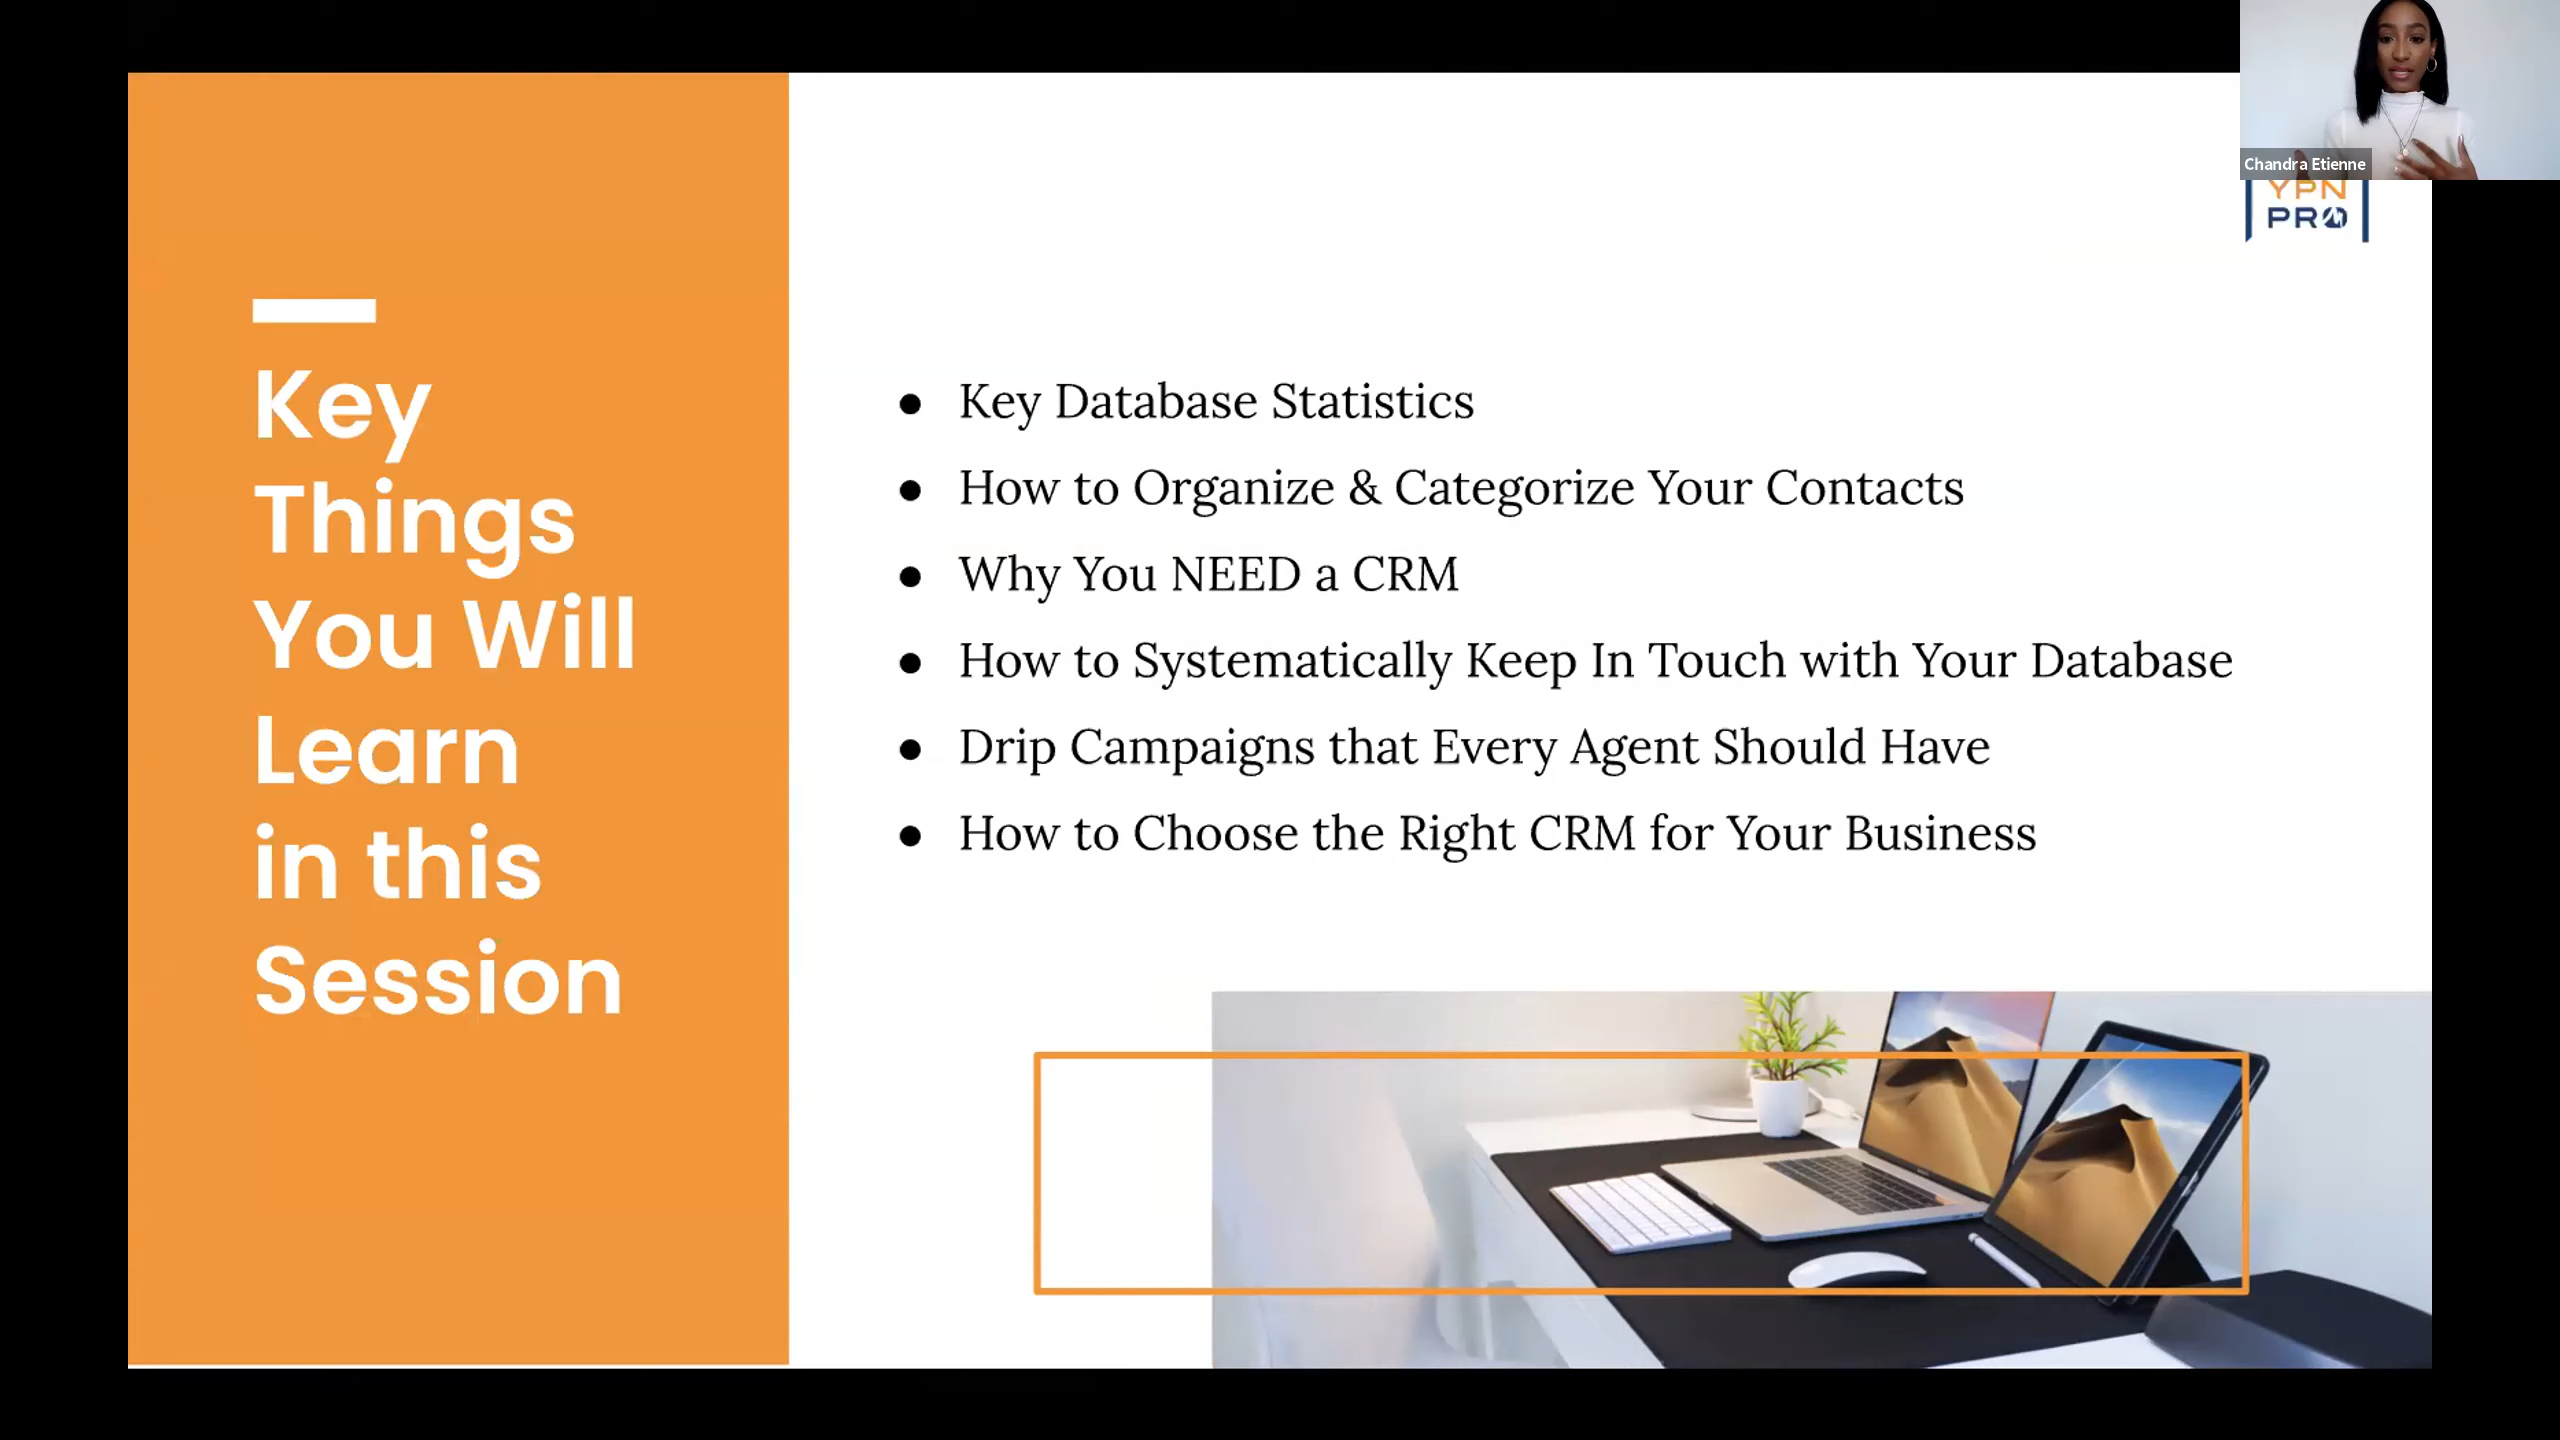 Chandra Etienne
YPN
PRO
Key
Things
You Will
Learn
in this
Session
● Key Database Statistics
● How to Organize & Categorize Your Contacts
● Why You NEED a CRM
● How to Systematically Keep In Touch with Your Database
● Drip Campaigns that Every Agent Should Have
● How to Choose the Right CRM for Your Business